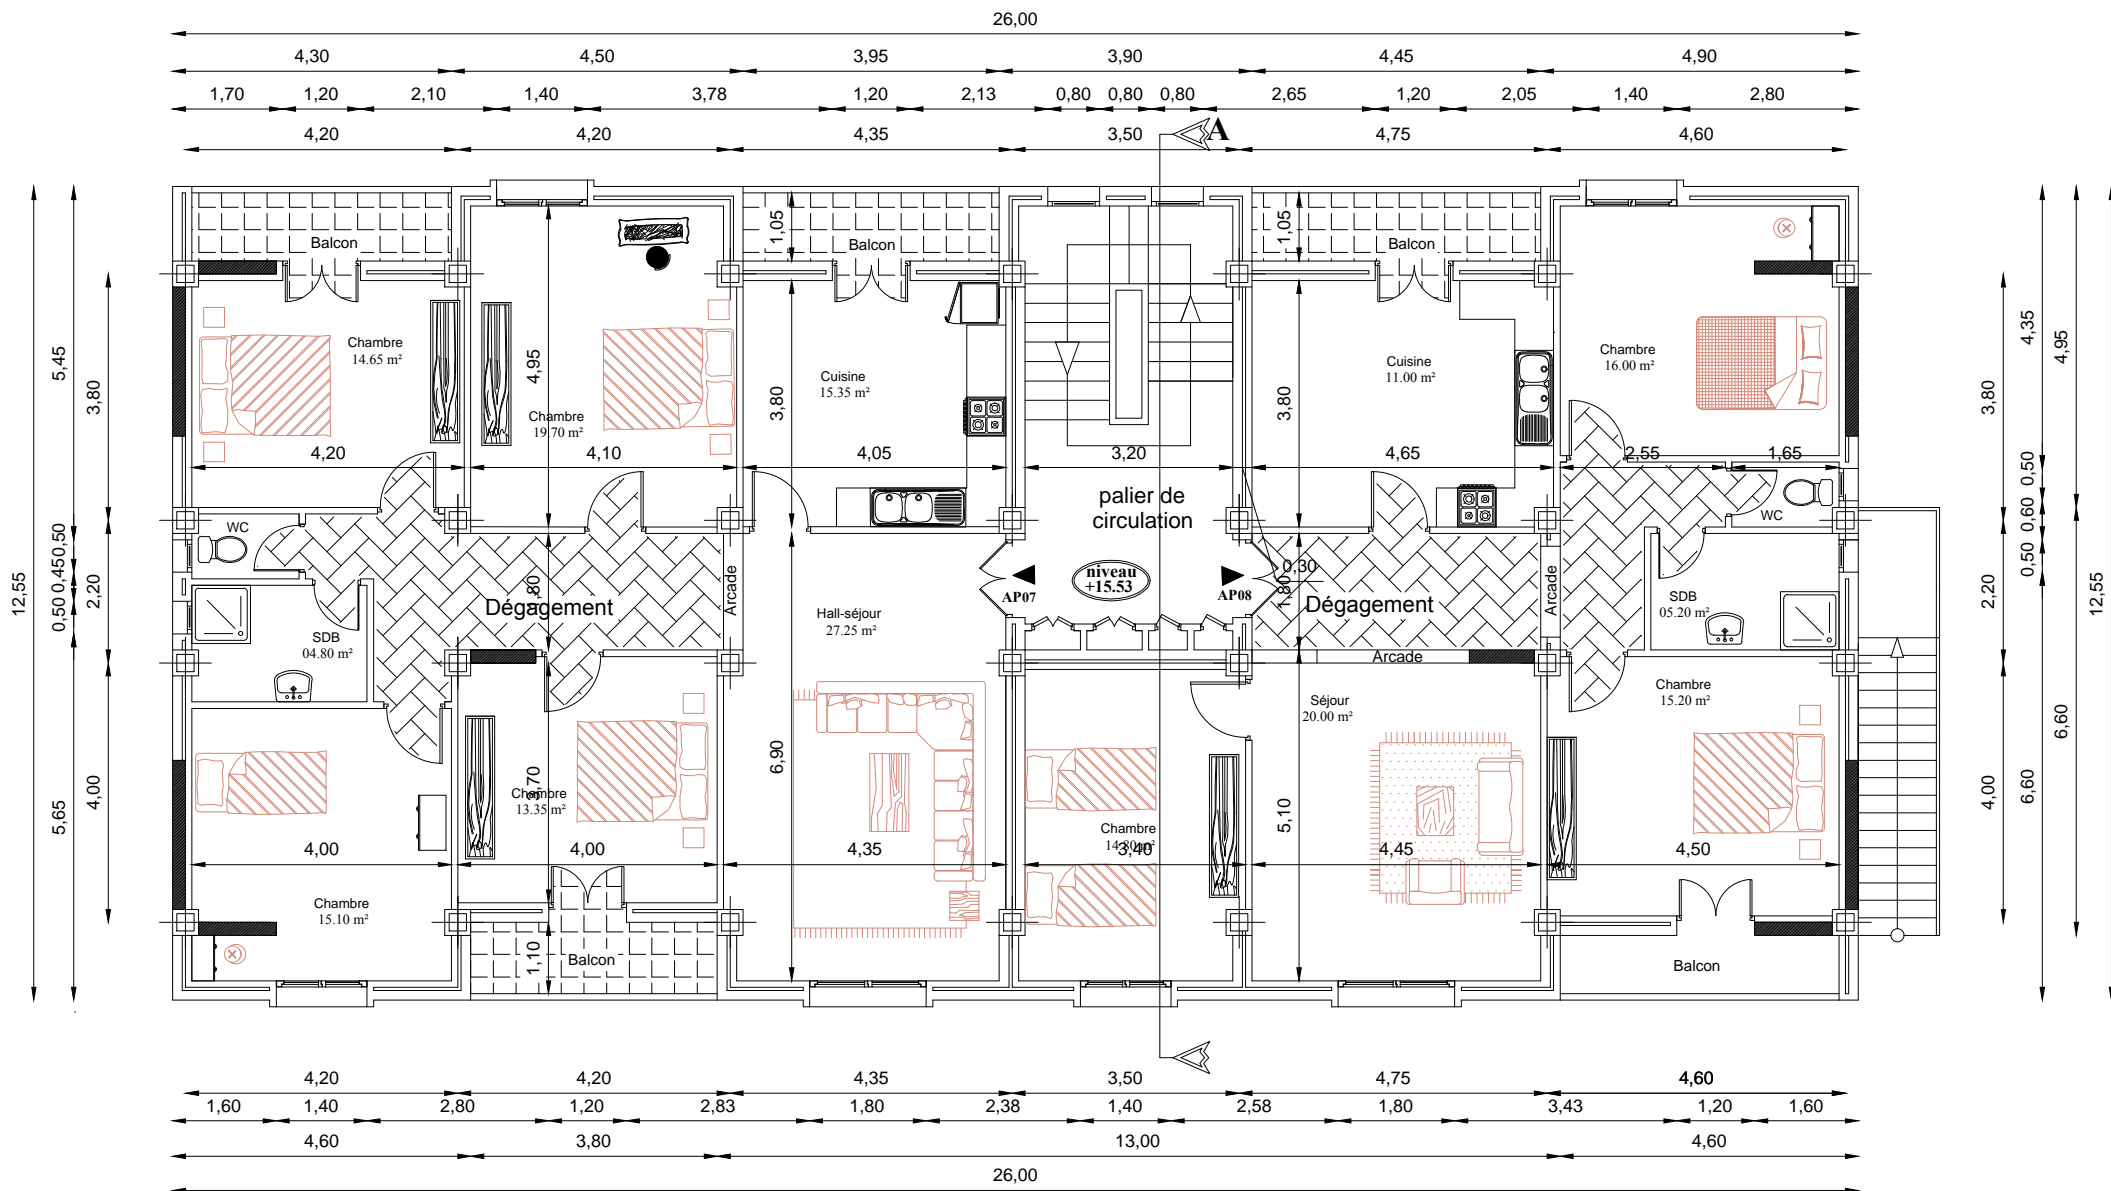 26,00
4,30 4,50 3,95 3,90 4,45 4,90
1,70 1,20 2,10 1,40 3,78 1,20 2,13 0,80 0,80 0,80 2,65 1,20 2,05 1,40 2,80
4,20 4,20 4,35 3,50 4,75 4,60
A
Balcon
1,05
Balcon
1,05
Balcon
Chambre
14.65 m²
4,95
Chambre
19.70 m²
Cuisine
15.35 m²
3,80
3,80
Cuisine
11.00 m²
Chambre
16.00 m²
4,20 4,10 4,05 3,20 4,65 2,55 1,65
palier de
circulation
WC
WC
niveau
+15.53
AP07
AP08
0,30
1,80
1,80
Dégagement
Arcade
Dégagement
Arcade
Arcade
Hall-séjour
27.25 m²
SDB
04.80 m²
SDB
05.20 m²
Séjour
20.00 m²
Chambre
15.20 m²
3,70
Chambre
13.35 m²
6,90
5,10
Chambre
14.80 m²
4,00 4,00 4,35 3,40 4,45 4,50
Chambre
15.10 m²
1,10
Balcon
Balcon
12,55
5,45
0,50
0,45
0,50
5,65
3,80
2,20
4,00
3,80
2,20
4,00
4,35
0,50
0,60
0,50
6,60
4,95
6,60
12,55
4,20 4,20 4,35 3,50 4,75 4,60
1,60 1,40 2,80 1,20 2,83 1,80 2,38 1,40 2,58 1,80 3,43 1,20 1,60
4,60 3,80 13,00 4,60
26,00